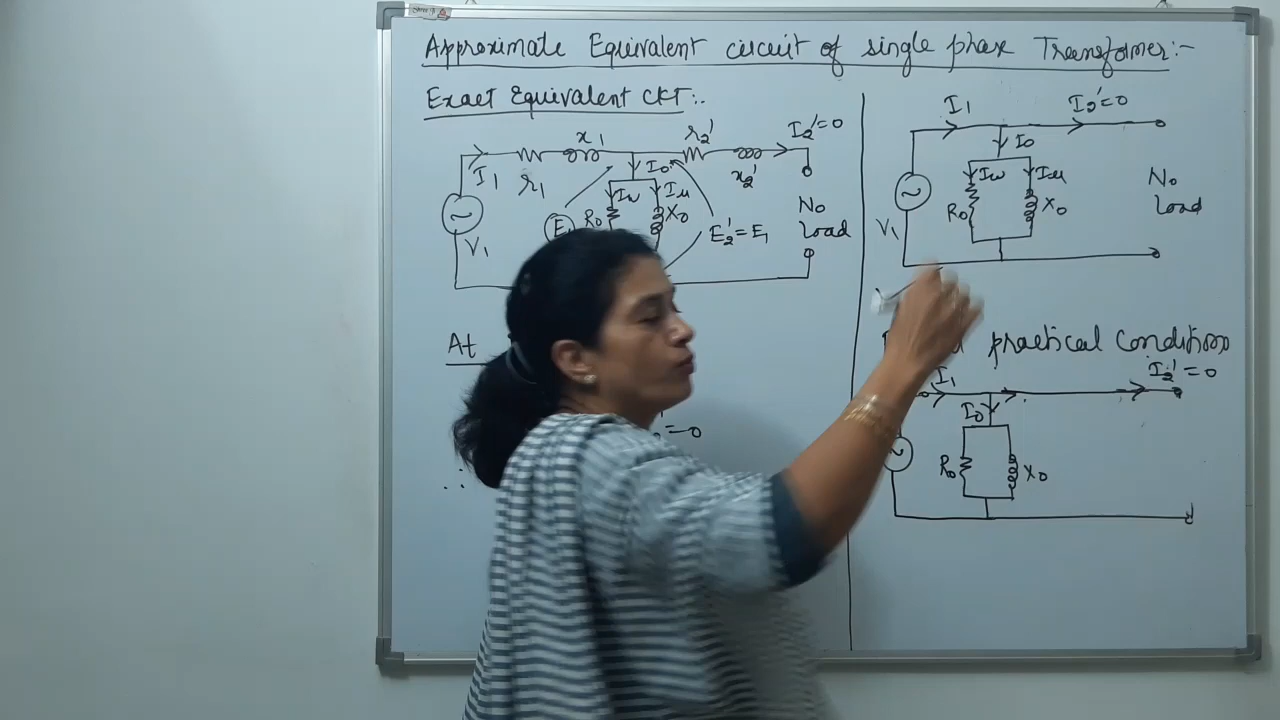 Approximate Equivalent circuit of single phase Transformer:-
Exact Equivalent CKT:-
I1 r1 x1 r2' x2' I2'=0
I0 Iw Iμ
R0 X0
V1
E2'=E1
No
load
At
=0
∴
I1 I2'=0
I0
Iw Iμ
R0 X0
V1
No
load
practical conditions
I1 I2'=0
I0
R0 X0